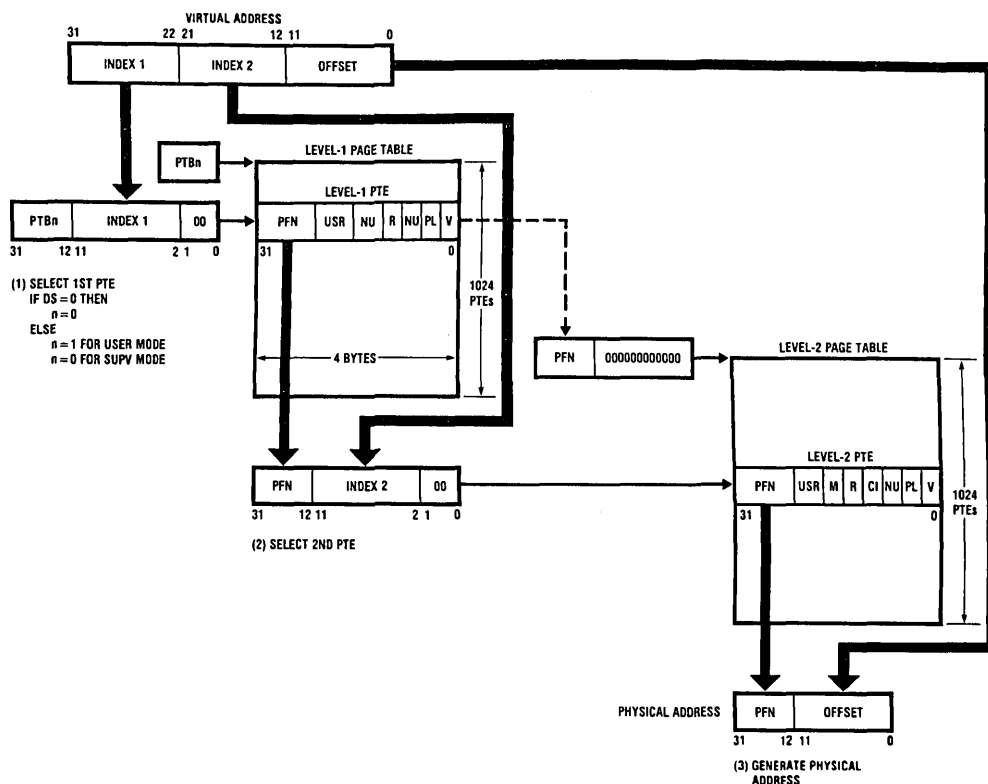 VIRTUAL ADDRESS
31 22 21 12 11 0
INDEX 1 INDEX 2 OFFSET
PTBn
LEVEL-1 PAGE TABLE
LEVEL-1 PTE
PTBn INDEX 1 00
31 12 11 2 1 0
PFN USR NU R NU PL V
31 0
(1) SELECT 1ST PTE
IF DS = 0 THEN
n = 0
ELSE
n = 1 FOR USER MODE
n = 0 FOR SUPV MODE
1024
PTEs
4 BYTES
PFN 000000000000
LEVEL-2 PAGE TABLE
PFN INDEX 2 00
31 12 11 2 1 0
(2) SELECT 2ND PTE
LEVEL-2 PTE
PFN USR M R CI NU PL V
31 0
1024
PTEs
PHYSICAL ADDRESS
PFN OFFSET
31 12 11 0
(3) GENERATE PHYSICAL
ADDRESS